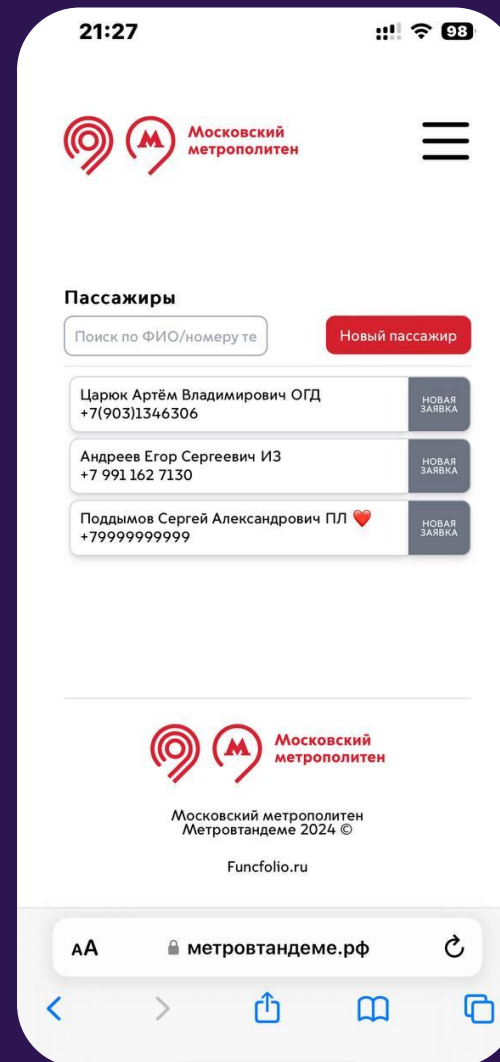 21:27
98
Московский
метрополитен
Пассажиры
Поиск по ФИО/номеру те
Новый пассажир
Царюк Артём Владимирович ОГД
+7(903)1346306
НОВАЯ
ЗАЯВКА
Андреев Егор Сергеевич ИЗ
+7 991 162 7130
НОВАЯ
ЗАЯВКА
Поддымов Сергей Александрович ПЛ ❤️
+79999999999
НОВАЯ
ЗАЯВКА
Московский
метрополитен
Московский метрополитен
Метровтандеме 2024 ©
Funcfolio.ru
АА метровтандеме.рф